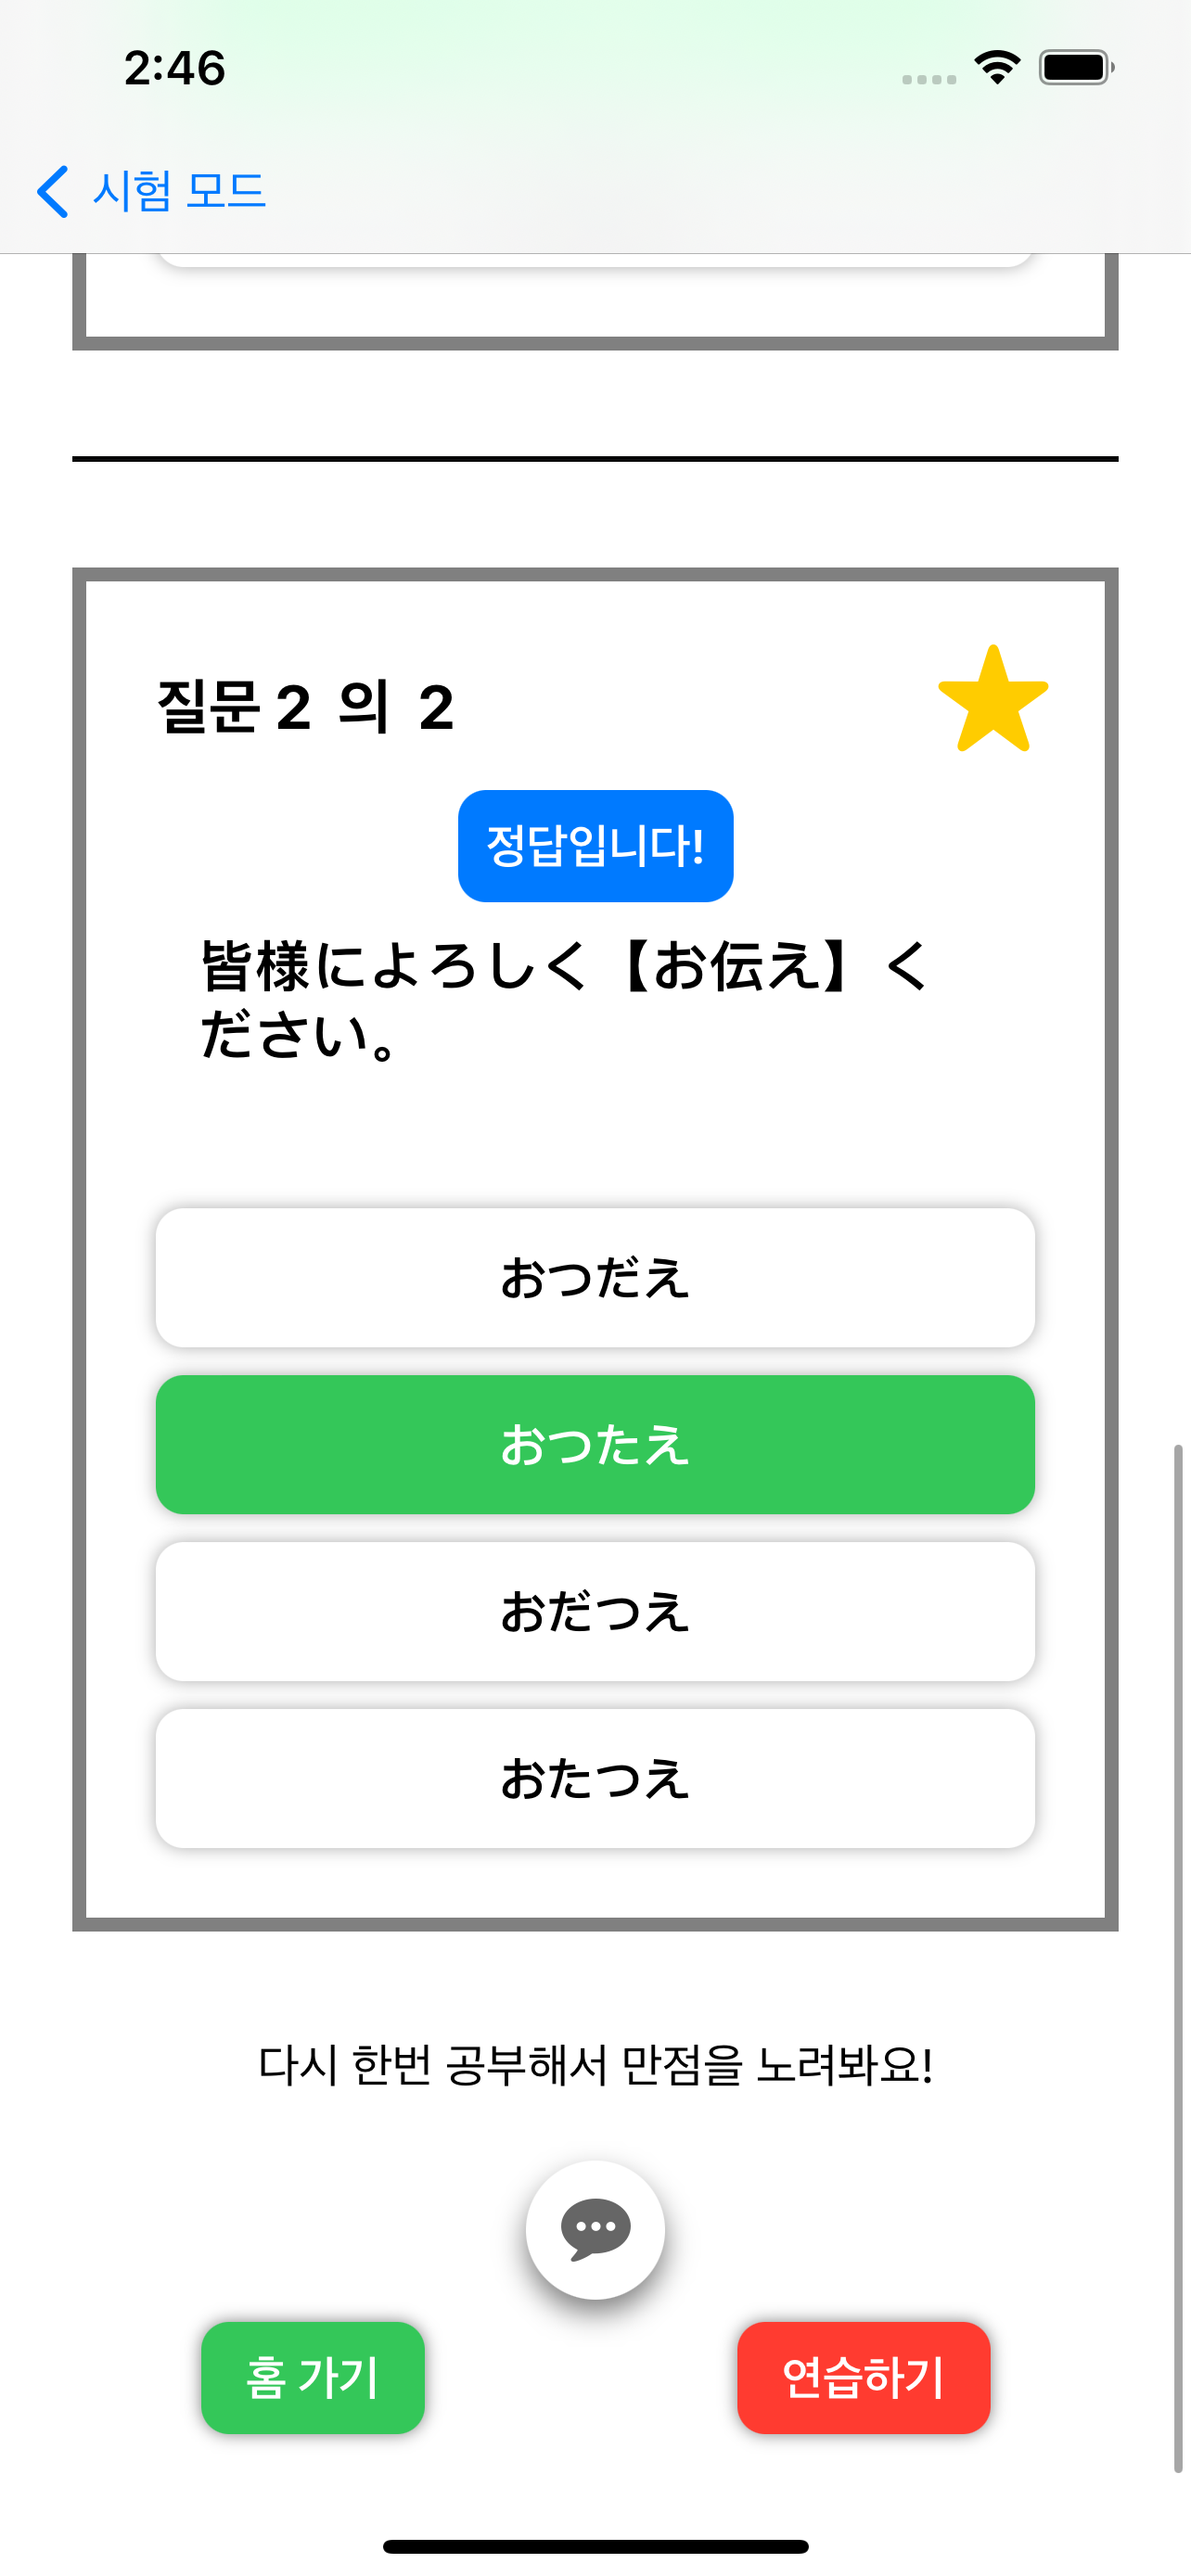 2:46
시험 모드
질문 2 의 2
정답입니다!
皆様によろしく【お伝え】く
ださい。
おつだえ
おつたえ
おだつえ
おたつえ
다시 한번 공부해서 만점을 노려봐요!
홈 가기
연습하기